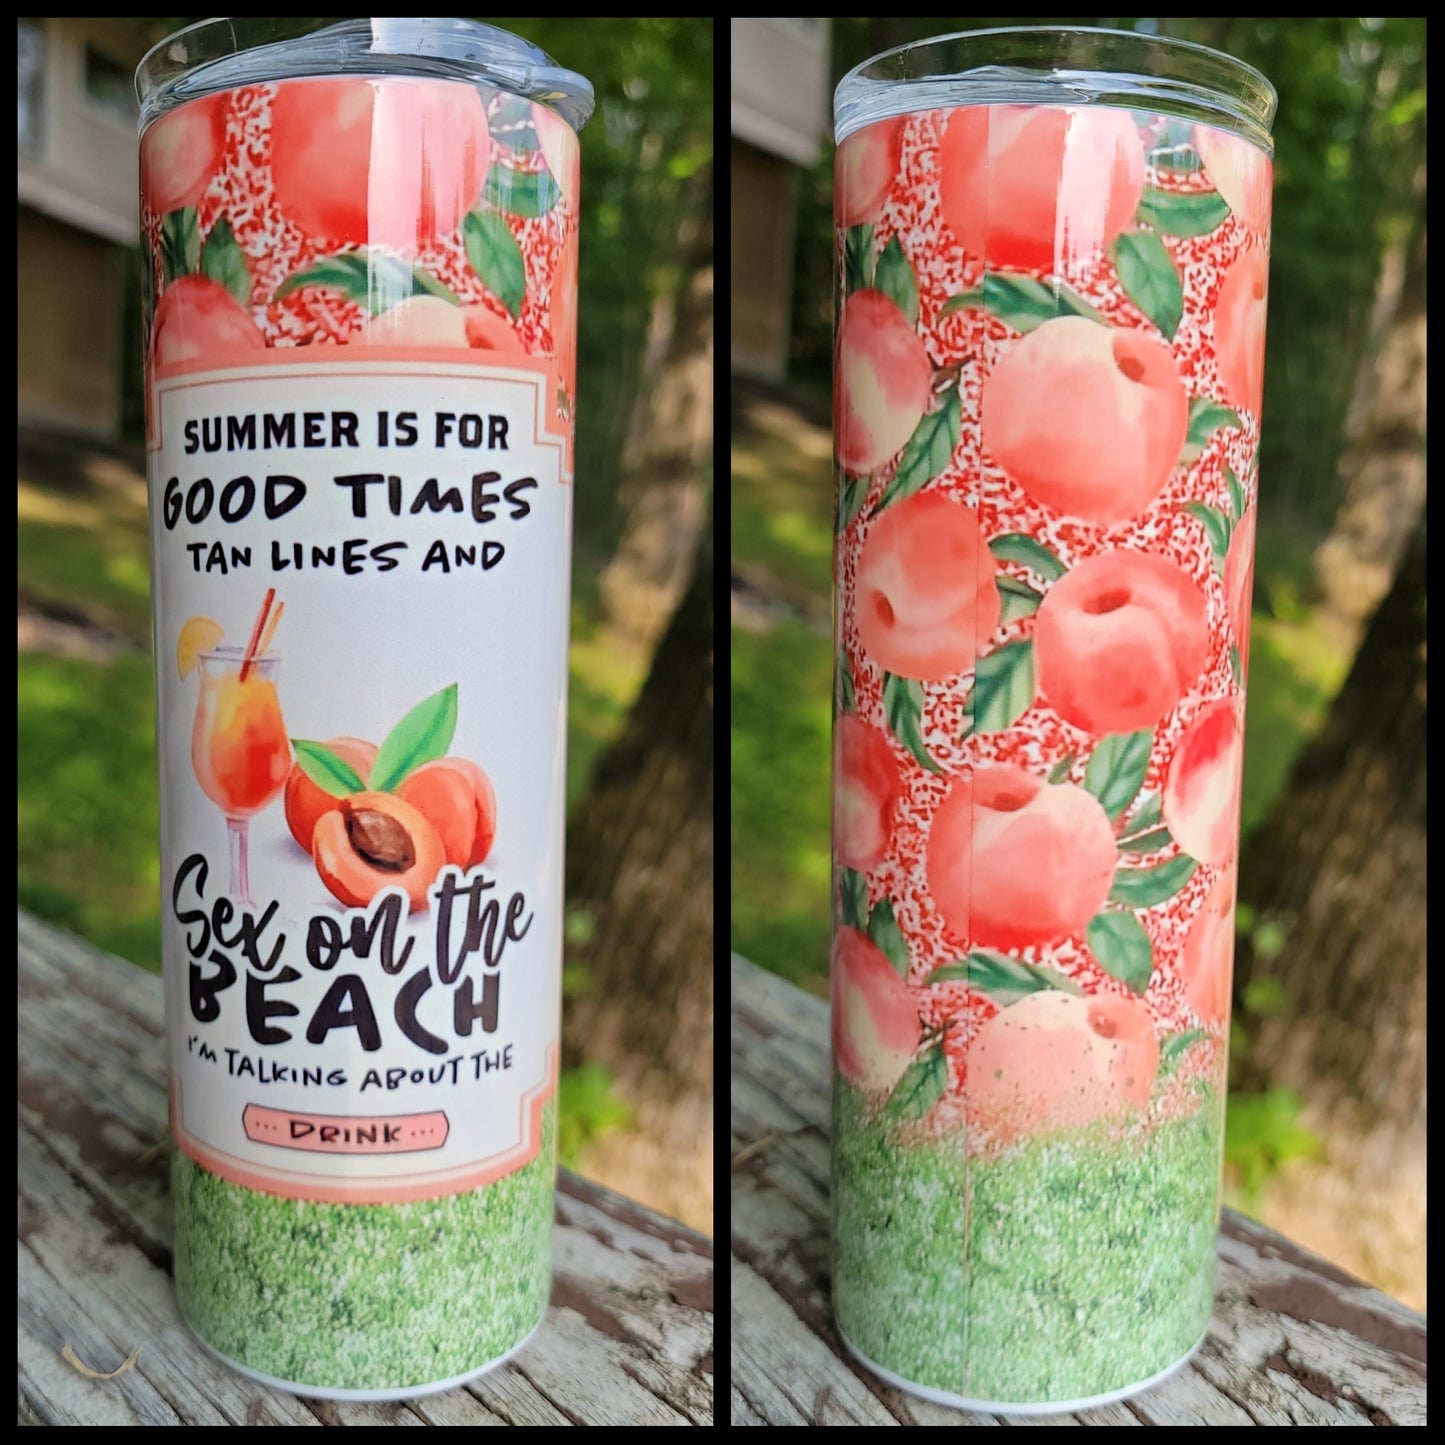 SUMMER IS FOR
GOOD TIMES
TAN LINES AND
Sex on the
BEACH
I'M TALKING ABOUT THE
... DRINK ...